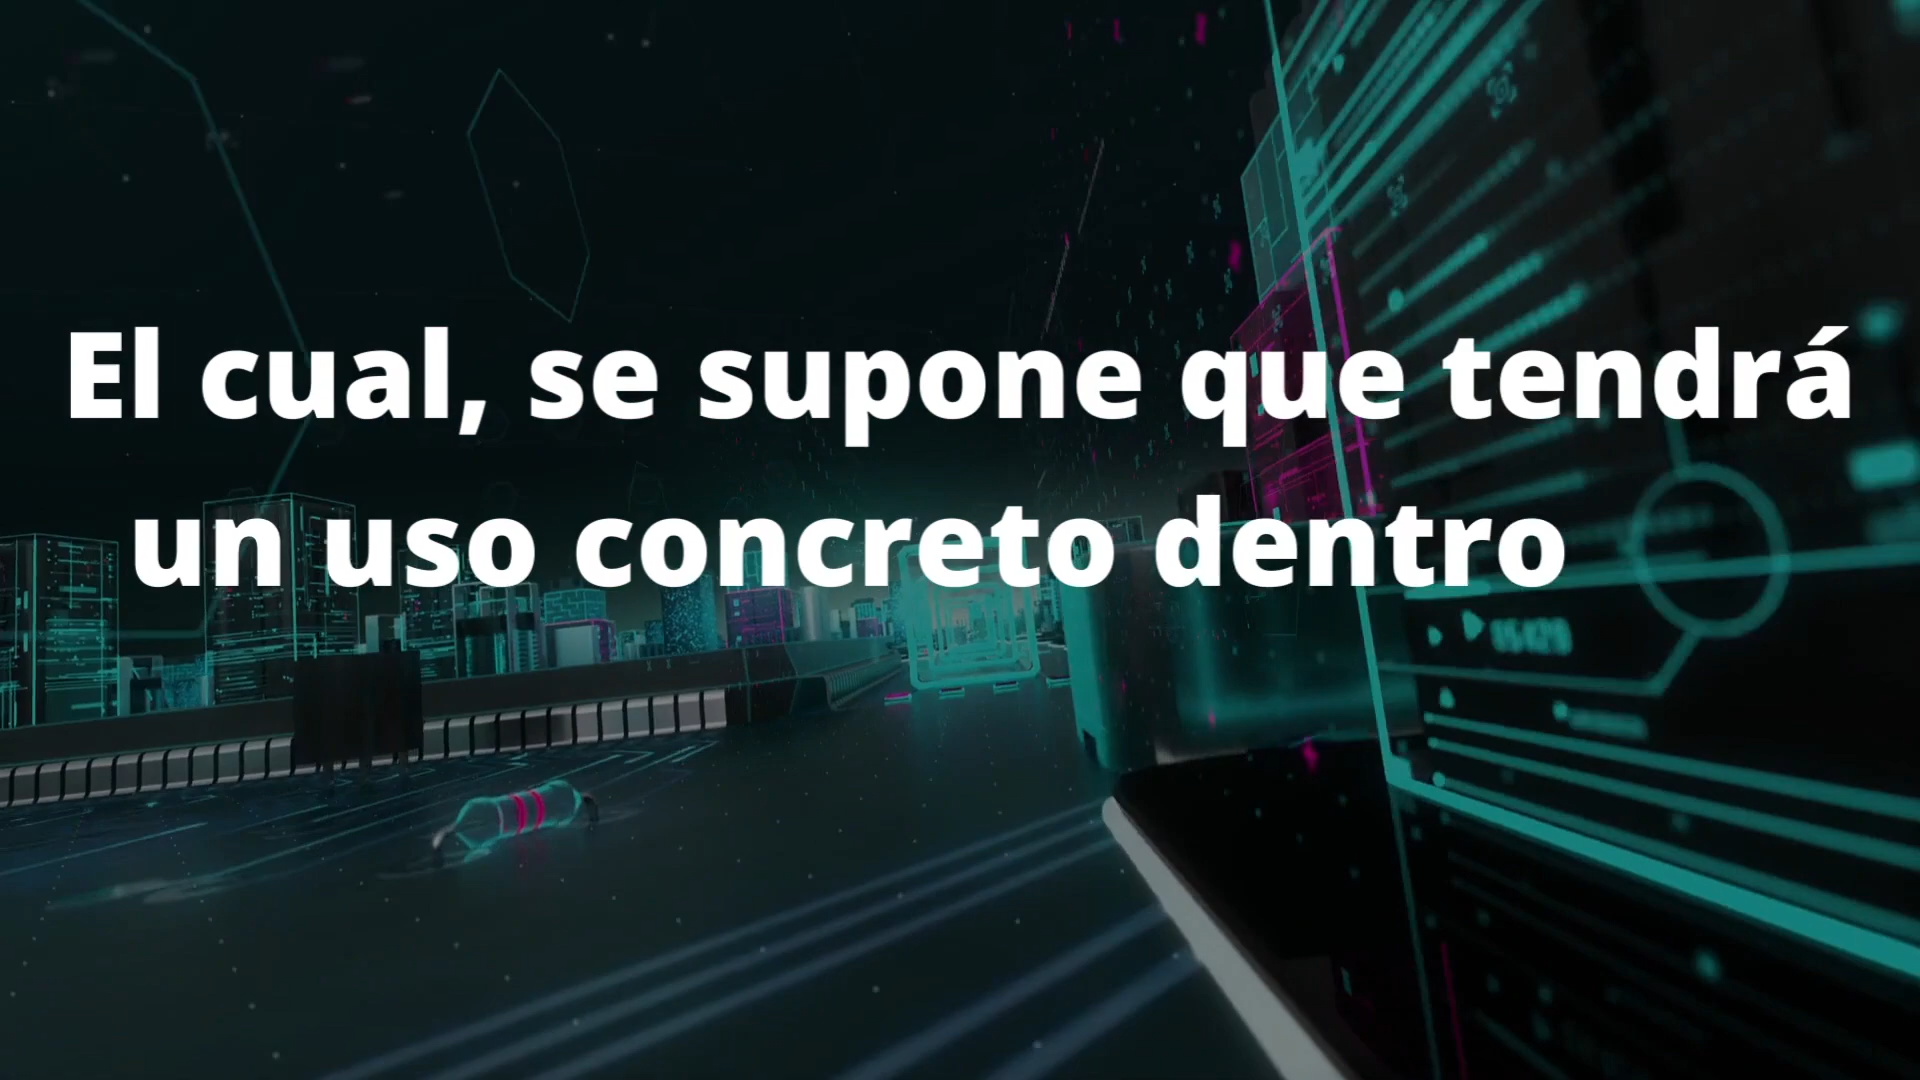 El cual, se supone que tendrá
un uso concreto dentro